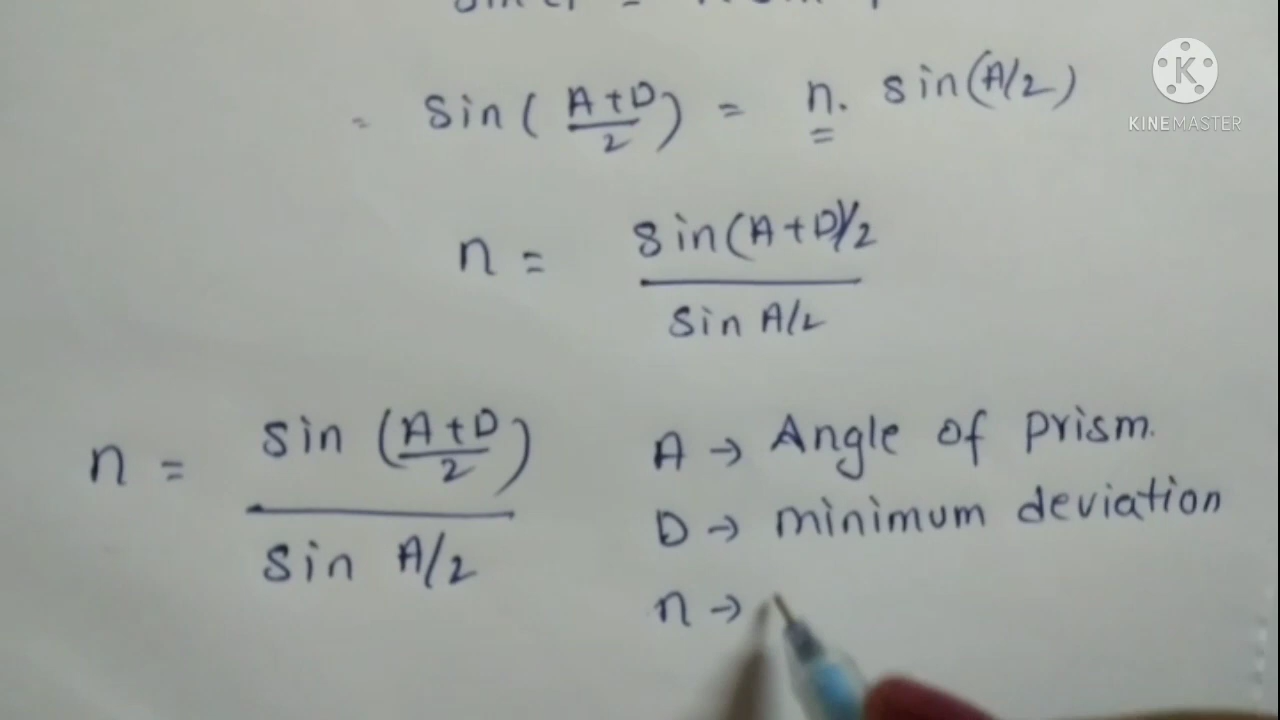 KINEMASTER
= sin(A+D/2) = n. sin(A/2)
n = sin(A+D)/2 / sin A/2
n = sin (A+D/2) / sin A/2
A → Angle of prism.
D → minimum deviation
n →